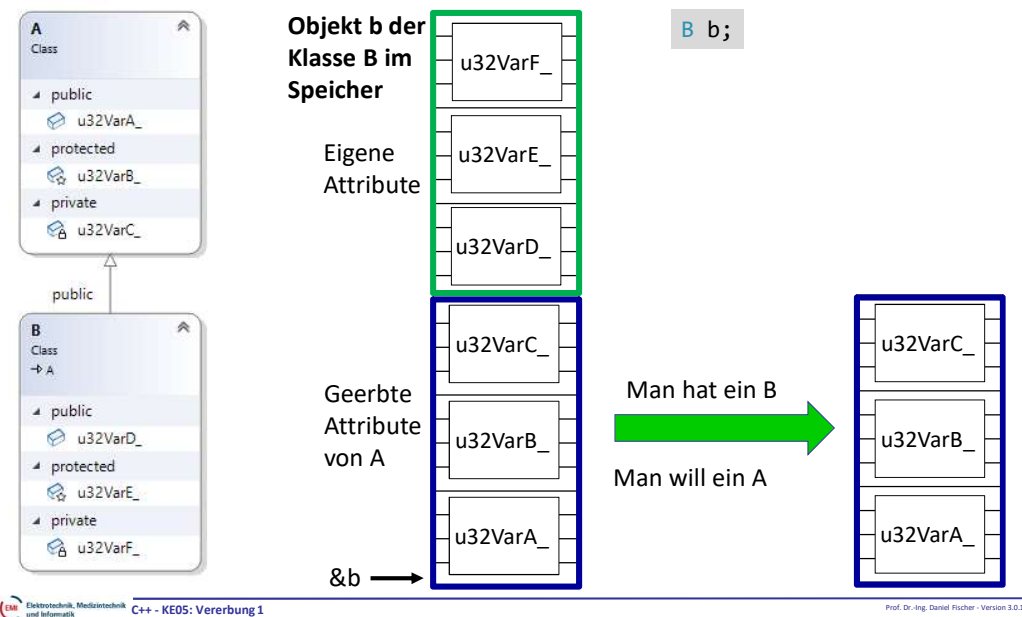 A
Class
public
u32VarA_
protected
u32VarB_
private
u32VarC_
public
B
Class
A
public
u32VarD_
protected
u32VarE_
private
u32VarF_
Objekt b der
Klasse B im
Speicher
Eigene
Attribute
Geerbte
Attribute
von A
&b
u32VarF_
u32VarE_
u32VarD_
u32VarC_
u32VarB_
u32VarA_
B b;
Man hat ein B
Man will ein A
u32VarC_
u32VarB_
u32VarA_
EMI
Elektrotechnik, Medizintechnik
und Informatik
C++ - KE05: Vererbung 1
Prof. Dr.-Ing. Daniel Fischer - Version 3.0.1